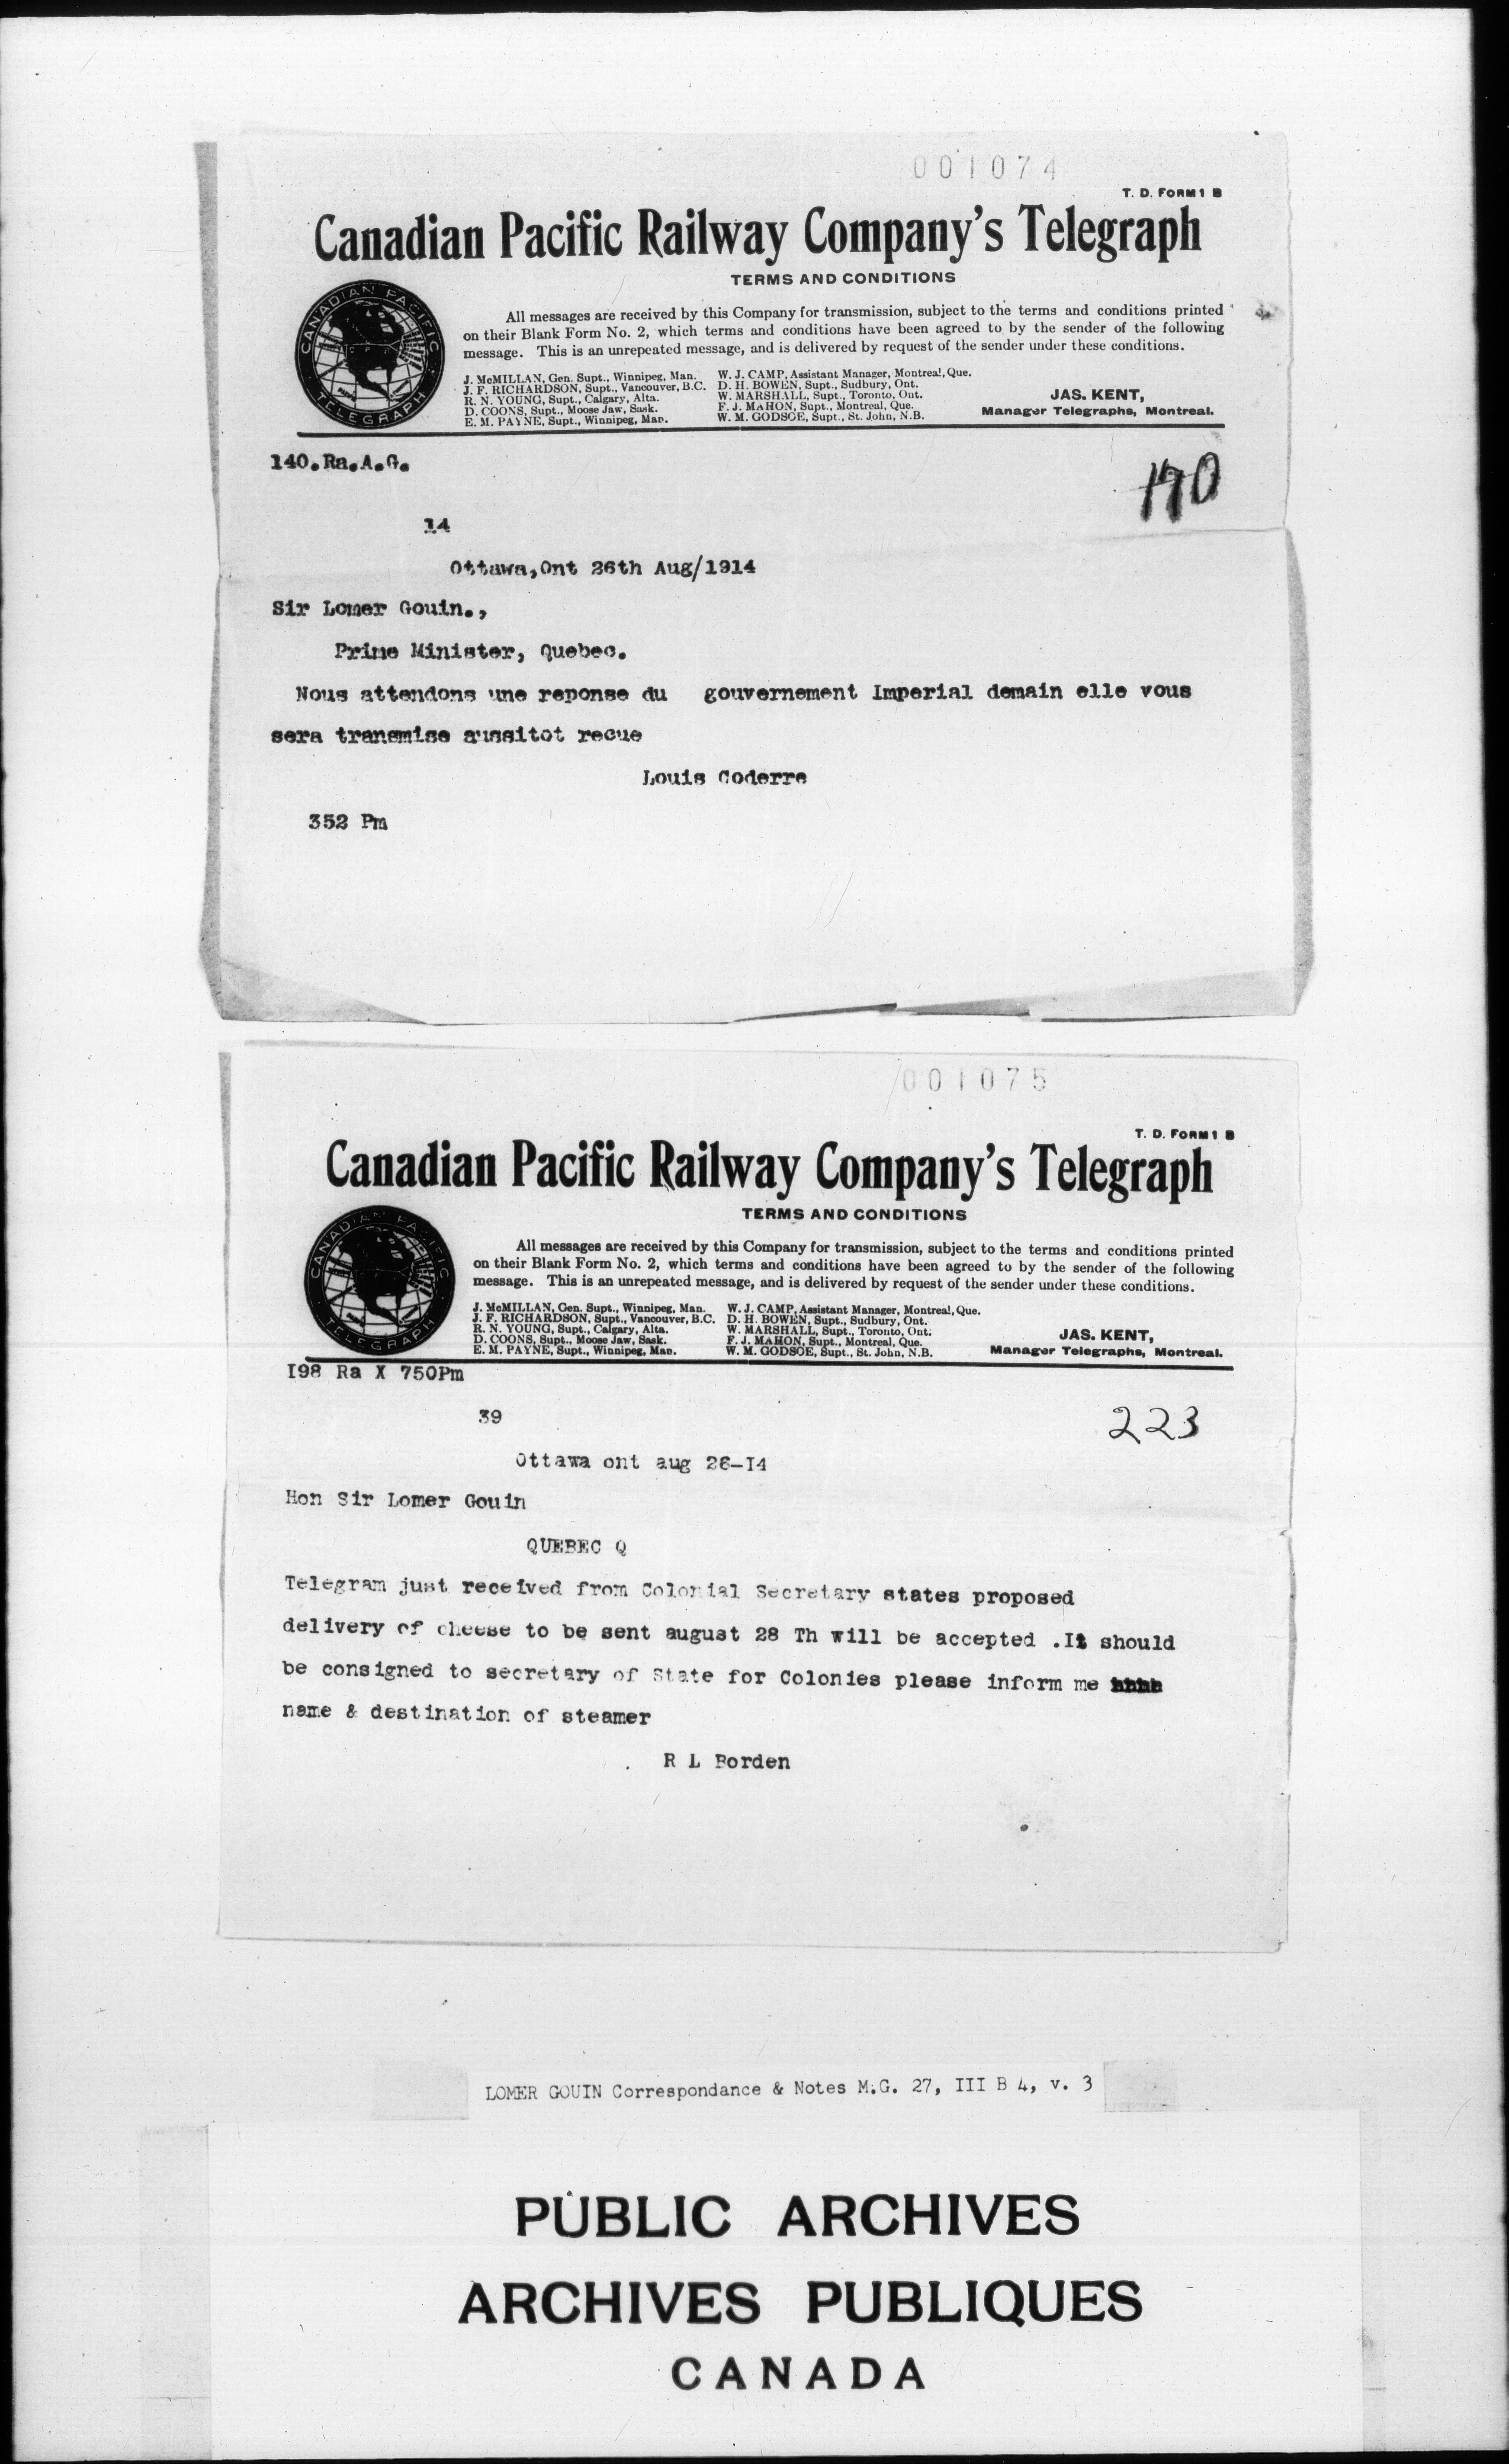 001074
T. D. FORM 1 B
Canadian Pacific Railway Company's Telegraph
TERMS AND CONDITIONS
CANADIAN PACIFIC
TELEGRAPH
All messages are received by this Company for transmission, subject to the terms and conditions printed
on their Blank Form No. 2, which terms and conditions have been agreed to by the sender of the following
message. This is an unrepeated message, and is delivered by request of the sender under these conditions.
J. McMILLAN, Gen. Supt., Winnipeg, Man. W. J. CAMP, Assistant Manager, Montreal, Que.
J. F. RICHARDSON, Supt., Vancouver, B.C. D. H. BOWEN, Supt., Sudbury, Ont.
R. N. YOUNG, Supt., Calgary, Alta. W. MARSHALL, Supt., Toronto, Ont.
D. COONS, Supt., Moose Jaw, Sask. F. J. MAHON, Supt., Montreal, Que.
E. M. PAYNE, Supt., Winnipeg, Man. W. M. GODSOE, Supt., St. John, N.B.
JAS. KENT,
Manager Telegraphs, Montreal.
140.Ra.A.G.
170
14
Ottawa,Ont 26th Aug/1914
Sir Lomer Gouin.,
Prime Minister, Quebec.
Nous attendons une reponse du gouvernement Imperial demain elle vous
sera transmise aussitot recue
Louis Coderre
352 Pm
001075
T. D. FORM 1 B
Canadian Pacific Railway Company's Telegraph
TERMS AND CONDITIONS
CANADIAN PACIFIC
TELEGRAPH
All messages are received by this Company for transmission, subject to the terms and conditions printed
on their Blank Form No. 2, which terms and conditions have been agreed to by the sender of the following
message. This is an unrepeated message, and is delivered by request of the sender under these conditions.
J. McMILLAN, Gen. Supt., Winnipeg, Man. W. J. CAMP, Assistant Manager, Montreal, Que.
J. F. RICHARDSON, Supt., Vancouver, B.C. D. H. BOWEN, Supt., Sudbury, Ont.
R. N. YOUNG, Supt., Calgary, Alta. W. MARSHALL, Supt., Toronto, Ont.
D. COONS, Supt., Moose Jaw, Sask. F. J. MAHON, Supt., Montreal, Que.
E. M. PAYNE, Supt., Winnipeg, Man. W. M. GODSOE, Supt., St. John, N.B.
JAS. KENT,
Manager Telegraphs, Montreal.
I98 Ra X 750Pm
223
39
Ottawa ont aug 26-I4
Hon Sir Lomer Gouin
QUEBEC Q
Telegram just received from Colonial Secretary states proposed
delivery of cheese to be sent august 28 Th will be accepted .It should
be consigned to secretary of State for Colonies please inform me
name & destination of steamer
R L Borden
LOMER GOUIN Correspondance & Notes M.G. 27, III B 4, v. 3
PUBLIC ARCHIVES
ARCHIVES PUBLIQUES
CANADA